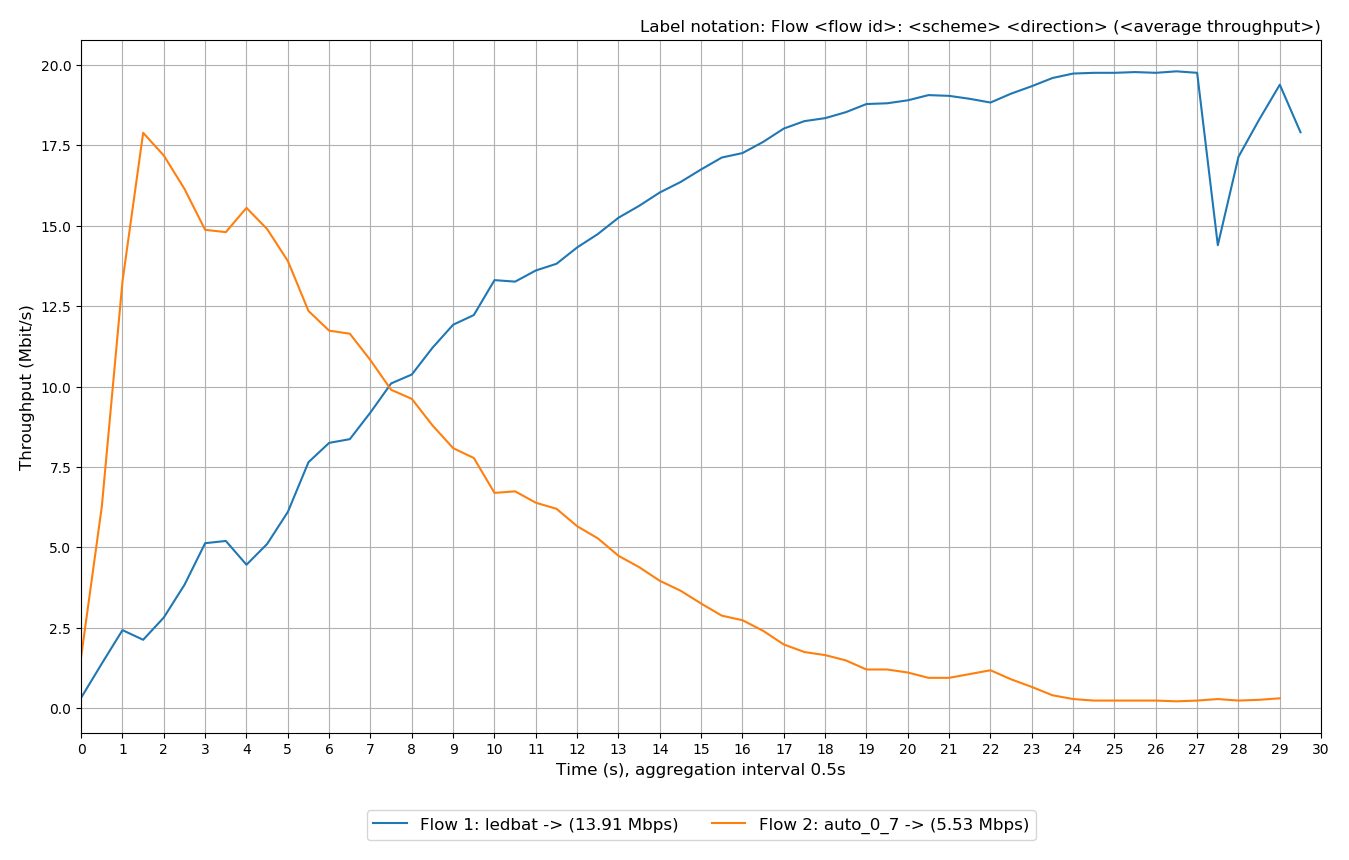 Label notation: Flow <flow id>: <scheme> <direction> (<average throughput>)
20.0
17.5
15.0
12.5
10.0
7.5
5.0
2.5
0.0
Throughput (Mbit/s)
0 1 2 3 4 5 6 7 8 9 10 11 12 13 14 15 16 17 18 19 20 21 22 23 24 25 26 27 28 29 30
Time (s), aggregation interval 0.5s
Flow 1: ledbat -> (13.91 Mbps) Flow 2: auto_0_7 -> (5.53 Mbps)